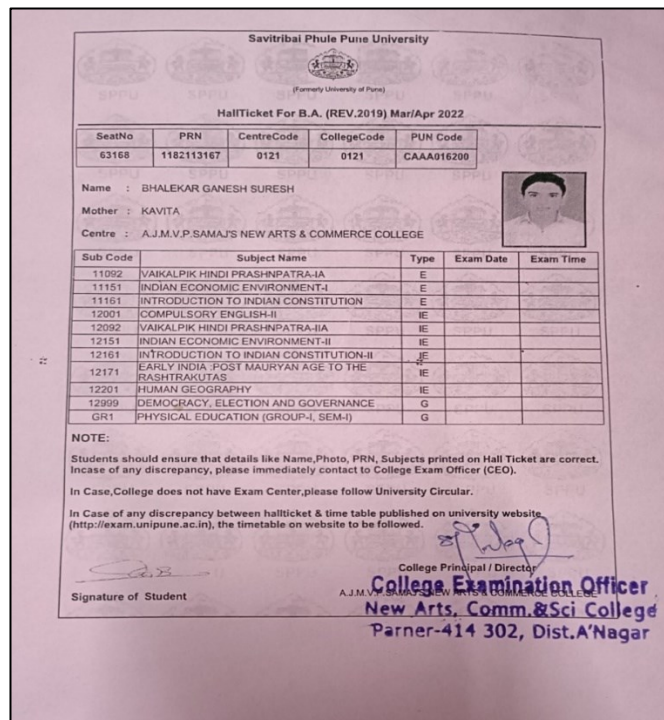 Savitribai Phule Pune University
(Formerly University of Pune)
HallTicket For B.A. (REV.2019) Mar/Apr 2022
SeatNo PRN CentreCode CollegeCode PUN Code
63168 1182113167 0121 0121 CAAA016200
Name : BHALEKAR GANESH SURESH
Mother : KAVITA
Centre : A.J.M.V.P.SAMAJ'S NEW ARTS & COMMERCE COLLEGE
Sub Code Subject Name Type Exam Date Exam Time
11092 VAIKALPIK HINDI PRASHNPATRA-IA E
11151 INDIAN ECONOMIC ENVIRONMENT-I E
11161 INTRODUCTION TO INDIAN CONSTITUTION E
12001 COMPULSORY ENGLISH-II IE
12092 VAIKALPIK HINDI PRASHNPATRA-IIA IE
12151 INDIAN ECONOMIC ENVIRONMENT-II IE
12161 INTRODUCTION TO INDIAN CONSTITUTION-II IE
12171 EARLY INDIA :POST MAURYAN AGE TO THE
RASHTRAKUTAS IE
12201 HUMAN GEOGRAPHY IE
12999 DEMOCRACY, ELECTION AND GOVERNANCE G
GR1 PHYSICAL EDUCATION (GROUP-I, SEM-I) G
NOTE:
Students should ensure that details like Name,Photo, PRN, Subjects printed on Hall Ticket are correct.
Incase of any discrepancy, please immediately contact to College Exam Officer (CEO).
In Case,College does not have Exam Center,please follow University Circular.
In Case of any discrepancy between hallticket & time table published on university website
(http://exam.unipune.ac.in), the timetable on website to be followed.
College Principal / Director
A.J.M.V.P.SAMAJ'S NEW ARTS & COMMERCE COLLEGE
Signature of Student
College Examination Officer
New Arts, Comm.&Sci College
Parner-414 302, Dist.A'Nagar